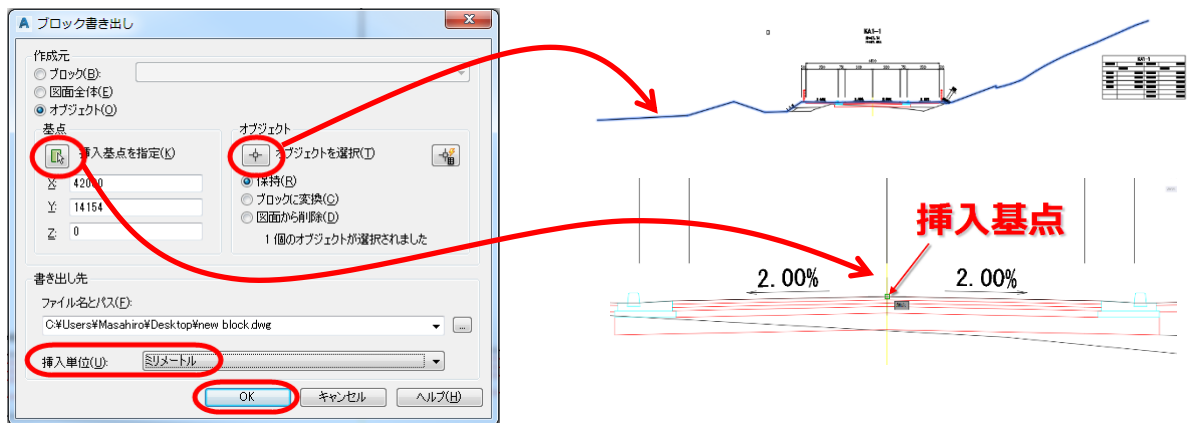 ブロック書き出し
作成元
ブロック(B):
図面全体(E)
オブジェクト(O)
基点
挿入基点を指定(K)
X: 42000
Y: 14154
Z: 0
オブジェクト
オブジェクトを選択(T)
保持(R)
ブロックに変換(C)
図面から削除(D)
1 個のオブジェクトが選択されました
書き出し先
ファイル名とパス(F):
C:¥Users¥Masahiro¥Desktop¥new block.dwg
...
挿入単位(U): ミリメートル
OK キャンセル ヘルプ(H)
KA1-1
KA1-1
挿入基点
2.00% 2.00%